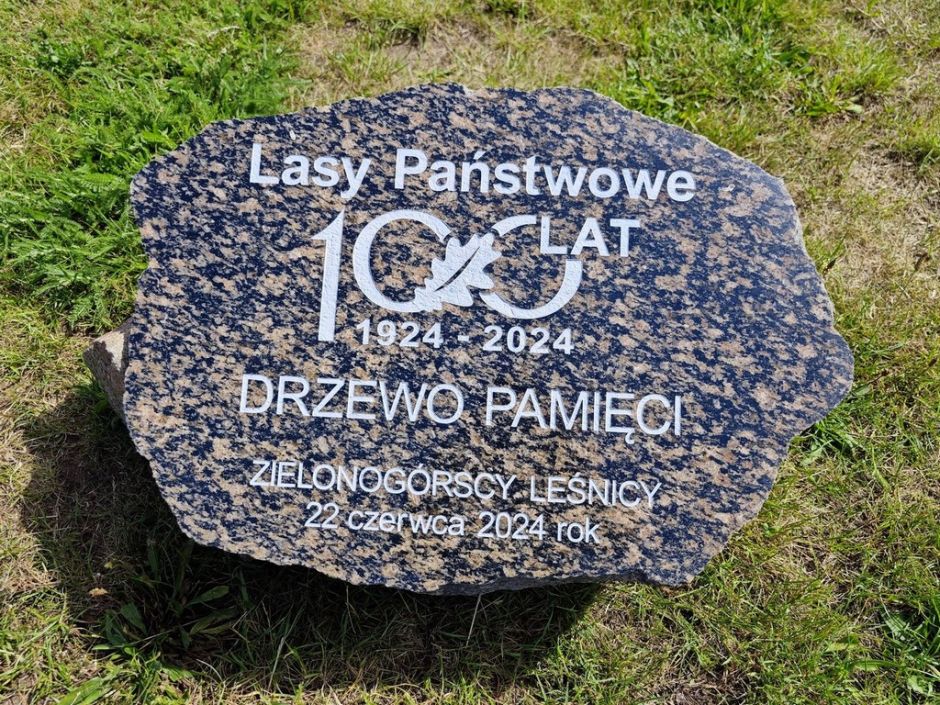 Lasy Państwowe
100 LAT
1924 - 2024
DRZEWO PAMIĘCI
ZIELONOGÓRSCY LEŚNICY
22 czerwca 2024 rok